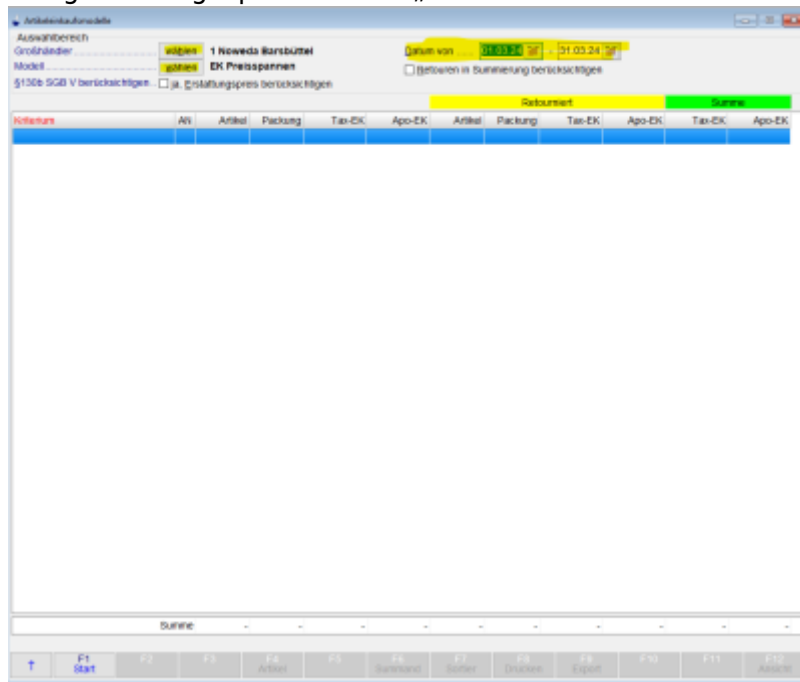 Artikeleinkaufsmodelle
Auswahlbereich
Großhändler wählen 1 Noweda Barsbüttel Datum von 01.03.24 - 31.03.24
Modell wählen EK Preisspannen Retouren in Summierung berücksichtigen
§130b SGB V berücksichtigen ja, Erstattungspreis berücksichtigen
Retourniert Summe
Kriterium AN Artikel Packung Tax-EK Apo-EK Artikel Packung Tax-EK Apo-EK Tax-EK Apo-EK
Summe - - - - - - - - - -
↑ F1 F2 F3 F4 F5 F6 F7 F8 F9 F10 F11 F12
Start Artikel Summand Sortier Drucken Export Ansicht